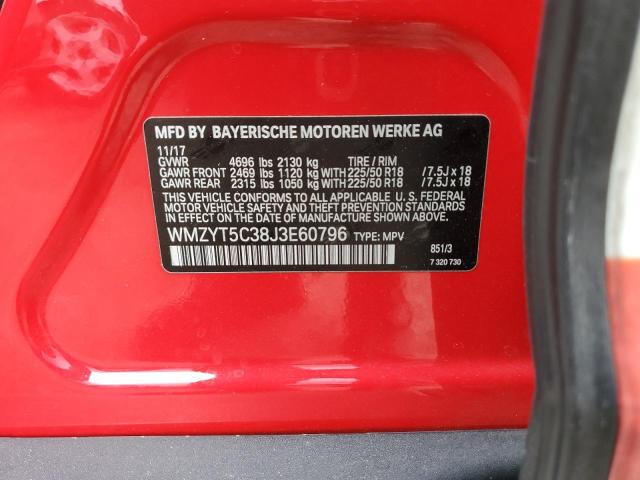 MFD BY BAYERISCHE MOTOREN WERKE AG
11/17
GVWR 4696 lbs 2130 kg TIRE / RIM
GAWR FRONT 2469 lbs 1120 kg WITH 225/50 R18 /7.5J x 18
GAWR REAR 2315 lbs 1050 kg WITH 225/50 R18 /7.5J x 18
THIS VEHICLE CONFORMS TO ALL APPLICABLE U.S. FEDERAL
MOTOR VEHICLE SAFETY, BUMPER, AND THEFT PREVENTION
STANDARDS IN EFFECT ON THE DATE OF MANUFACTURE SHOWN ABOVE.
WMZYT5C38J3E60796 TYPE: MPV
851/3
7 320 730